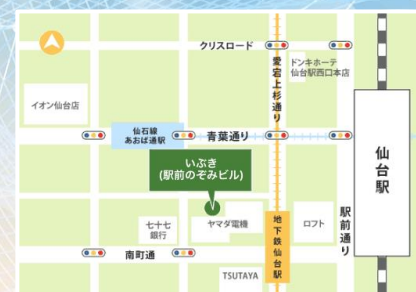 クリスロード
愛宕上杉通り
ドンキホーテ
仙台駅西口本店
イオン仙台店
仙石線
あおば通駅
青葉通り
仙台駅
いぶき
(駅前のぞみビル)
七十七
銀行
ヤマダ電機
地下鉄仙台駅
ロフト
駅前通り
南町通
TSUTAYA